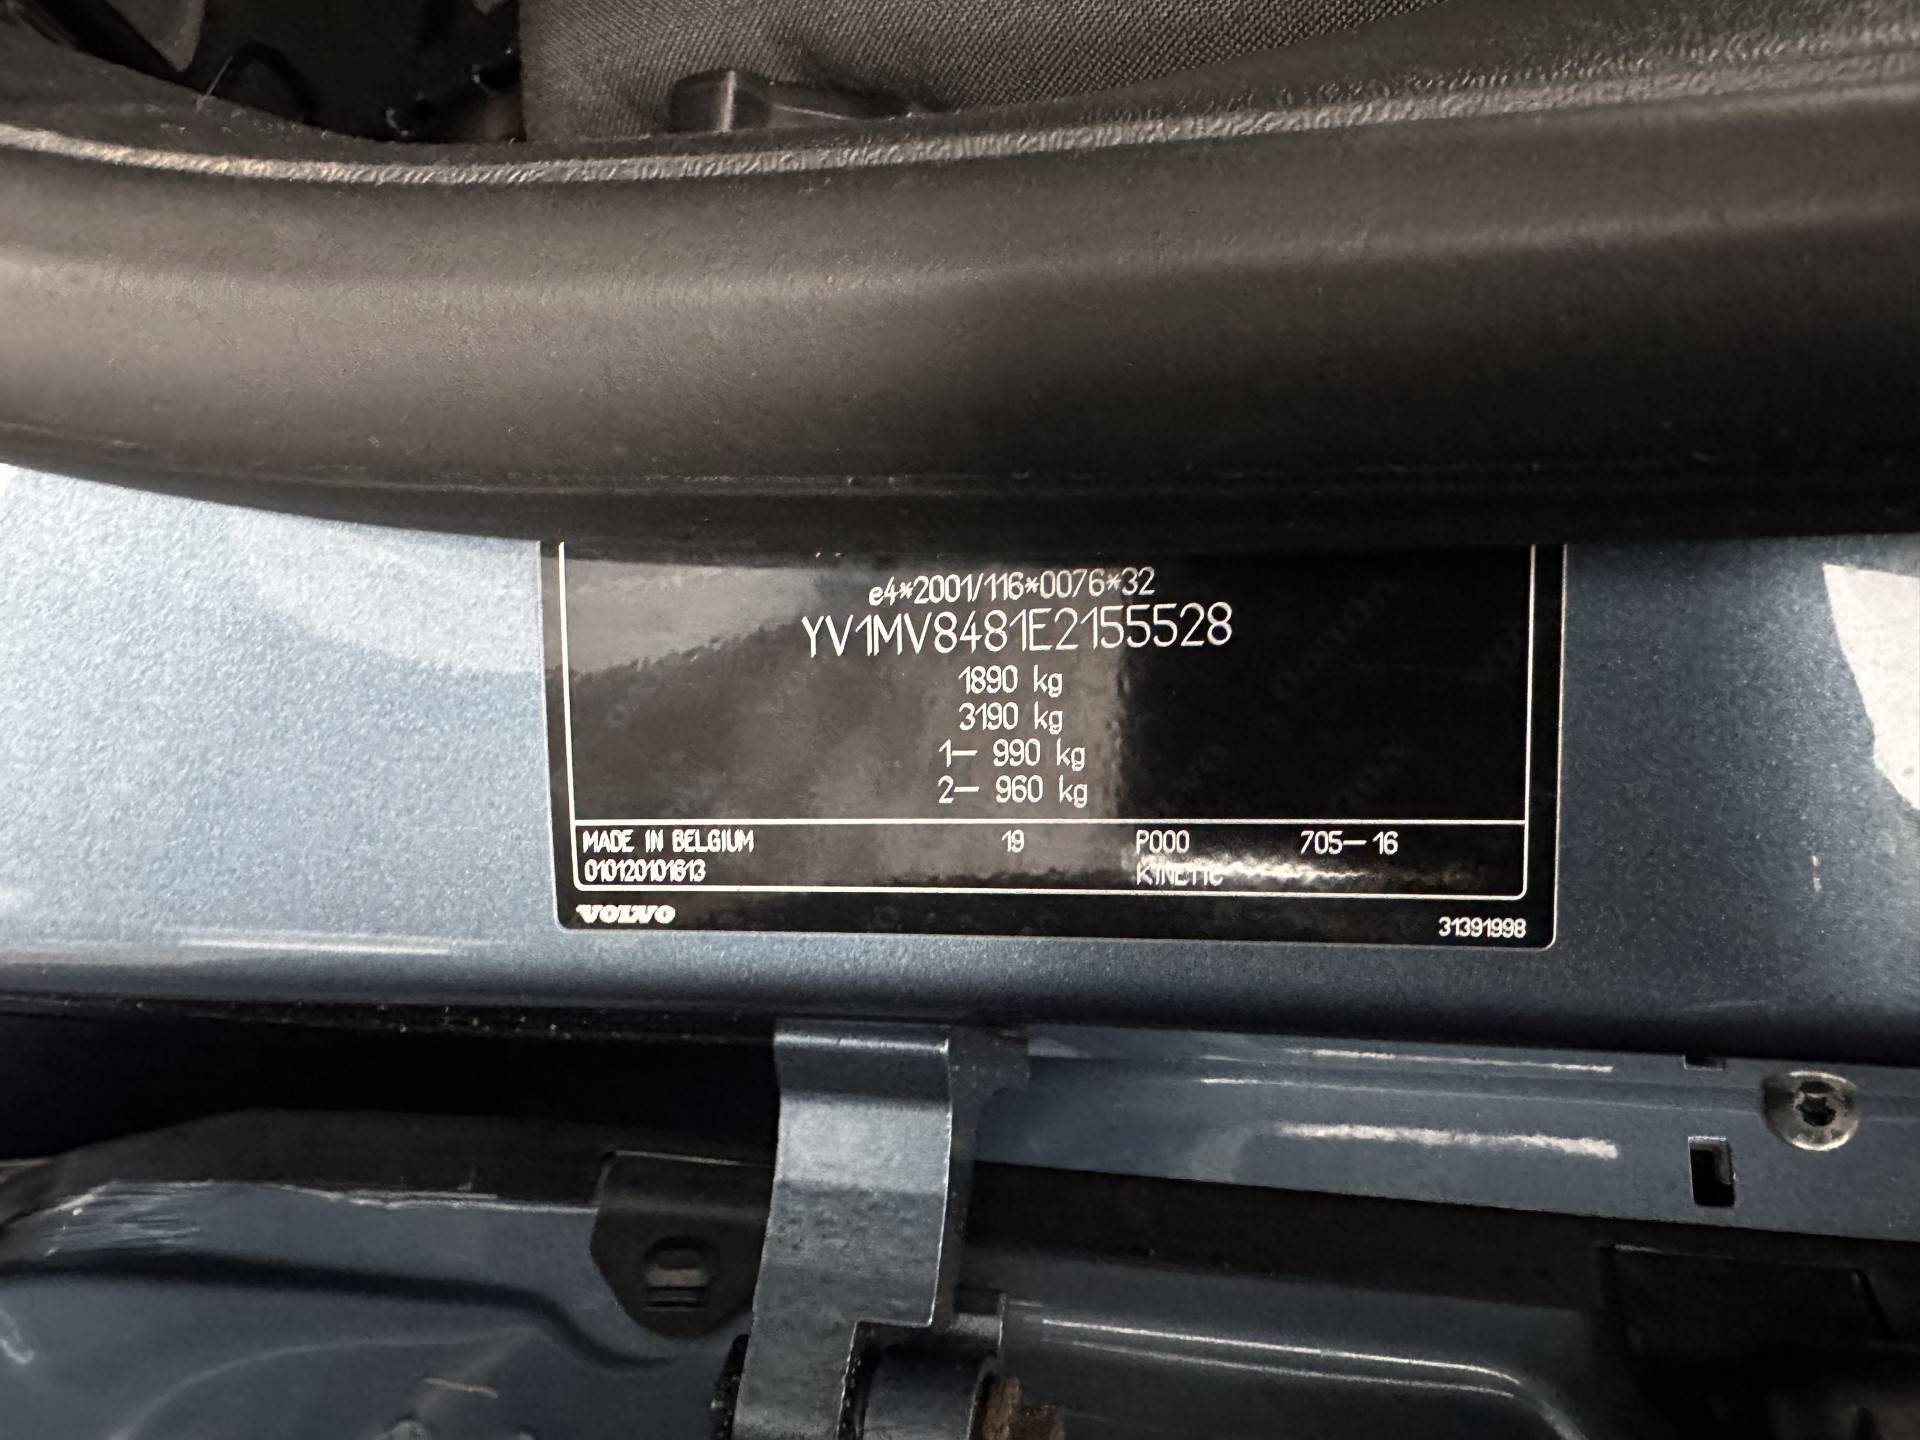 e4*2001/116*0076*32
YV1MV8481E2155528
1890 kg
3190 kg
1– 990 kg
2– 960 kg
MADE IN BELGIUM 19 P000 705–16
010120101613 KINETIC
VOLVO 31391998